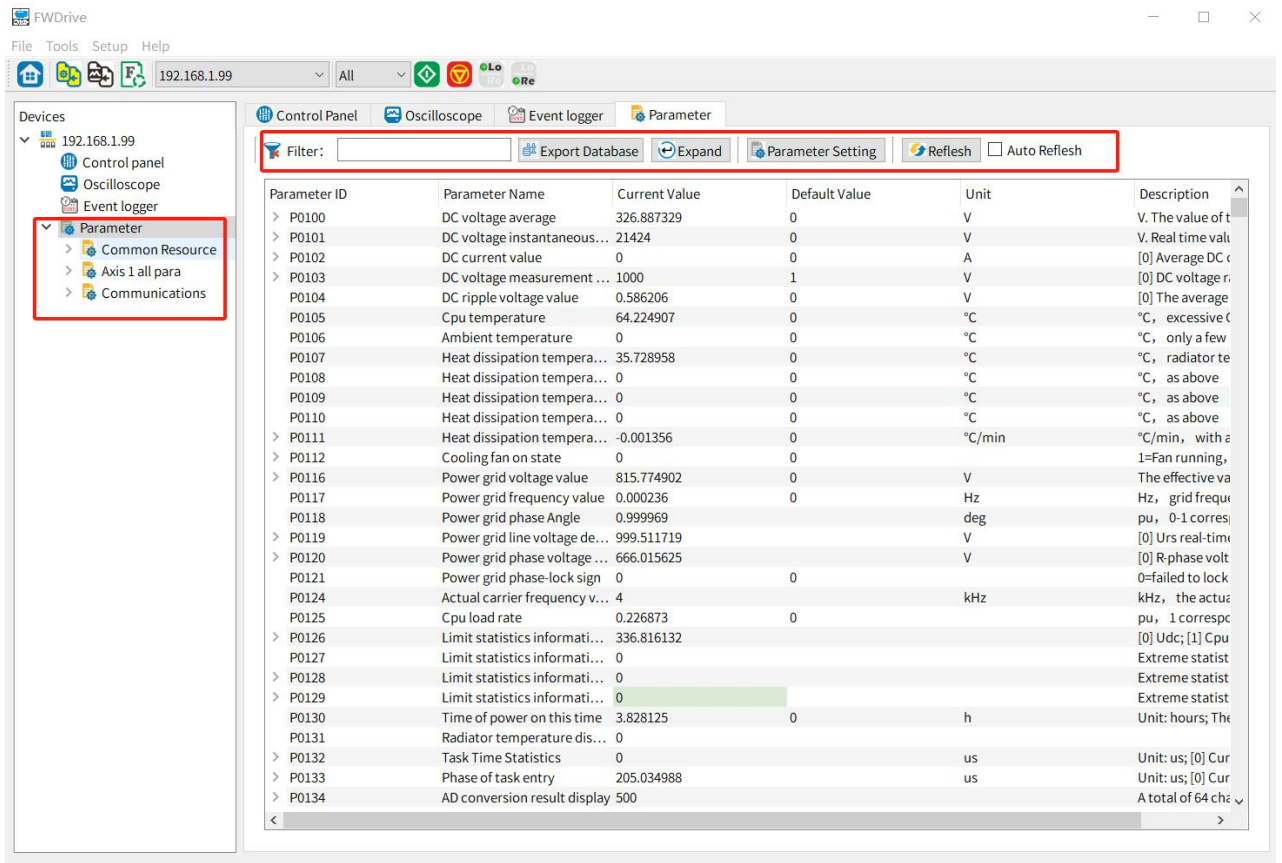 FWDrive
File Tools Setup Help
192.168.1.99 All Lo Re Lo Re
Devices
192.168.1.99
Control panel
Oscilloscope
Event logger
Parameter
Common Resource
Axis 1 all para
Communications
Control Panel Oscilloscope Event logger Parameter
Filter: Export Database Expand Parameter Setting Reflesh Auto Reflesh
Parameter ID Parameter Name Current Value Default Value Unit Description
P0100 DC voltage average 326.887329 0 V V. The value of t
P0101 DC voltage instantaneous... 21424 0 V V. Real time valu
P0102 DC current value 0 0 A [0] Average DC c
P0103 DC voltage measurement ... 1000 1 V [0] DC voltage ra
P0104 DC ripple voltage value 0.586206 0 V [0] The average
P0105 Cpu temperature 64.224907 0 °C °C, excessive C
P0106 Ambient temperature 0 0 °C °C, only a few
P0107 Heat dissipation tempera... 35.728958 0 °C °C, radiator te
P0108 Heat dissipation tempera... 0 0 °C °C, as above
P0109 Heat dissipation tempera... 0 0 °C °C, as above
P0110 Heat dissipation tempera... 0 0 °C °C, as above
P0111 Heat dissipation tempera... -0.001356 0 °C/min °C/min, with a
P0112 Cooling fan on state 0 0 1=Fan running,
P0116 Power grid voltage value 815.774902 0 V The effective va
P0117 Power grid frequency value 0.000236 0 Hz Hz, grid freque
P0118 Power grid phase Angle 0.999969 deg pu, 0-1 corresp
P0119 Power grid line voltage de... 999.511719 V [0] Urs real-time
P0120 Power grid phase voltage ... 666.015625 V [0] R-phase volt
P0121 Power grid phase-lock sign 0 0 0=failed to lock
P0124 Actual carrier frequency v... 4 kHz kHz, the actua
P0125 Cpu load rate 0.226873 0 pu, 1 correspo
P0126 Limit statistics informati... 336.816132 [0] Udc; [1] Cpu
P0127 Limit statistics informati... 0 Extreme statist
P0128 Limit statistics informati... 0 Extreme statist
P0129 Limit statistics informati... 0 Extreme statist
P0130 Time of power on this time 3.828125 0 h Unit: hours; The
P0131 Radiator temperature dis... 0
P0132 Task Time Statistics 0 us Unit: us; [0] Cur
P0133 Phase of task entry 205.034988 us Unit: us; [0] Cur
P0134 AD conversion result display 500 A total of 64 cha